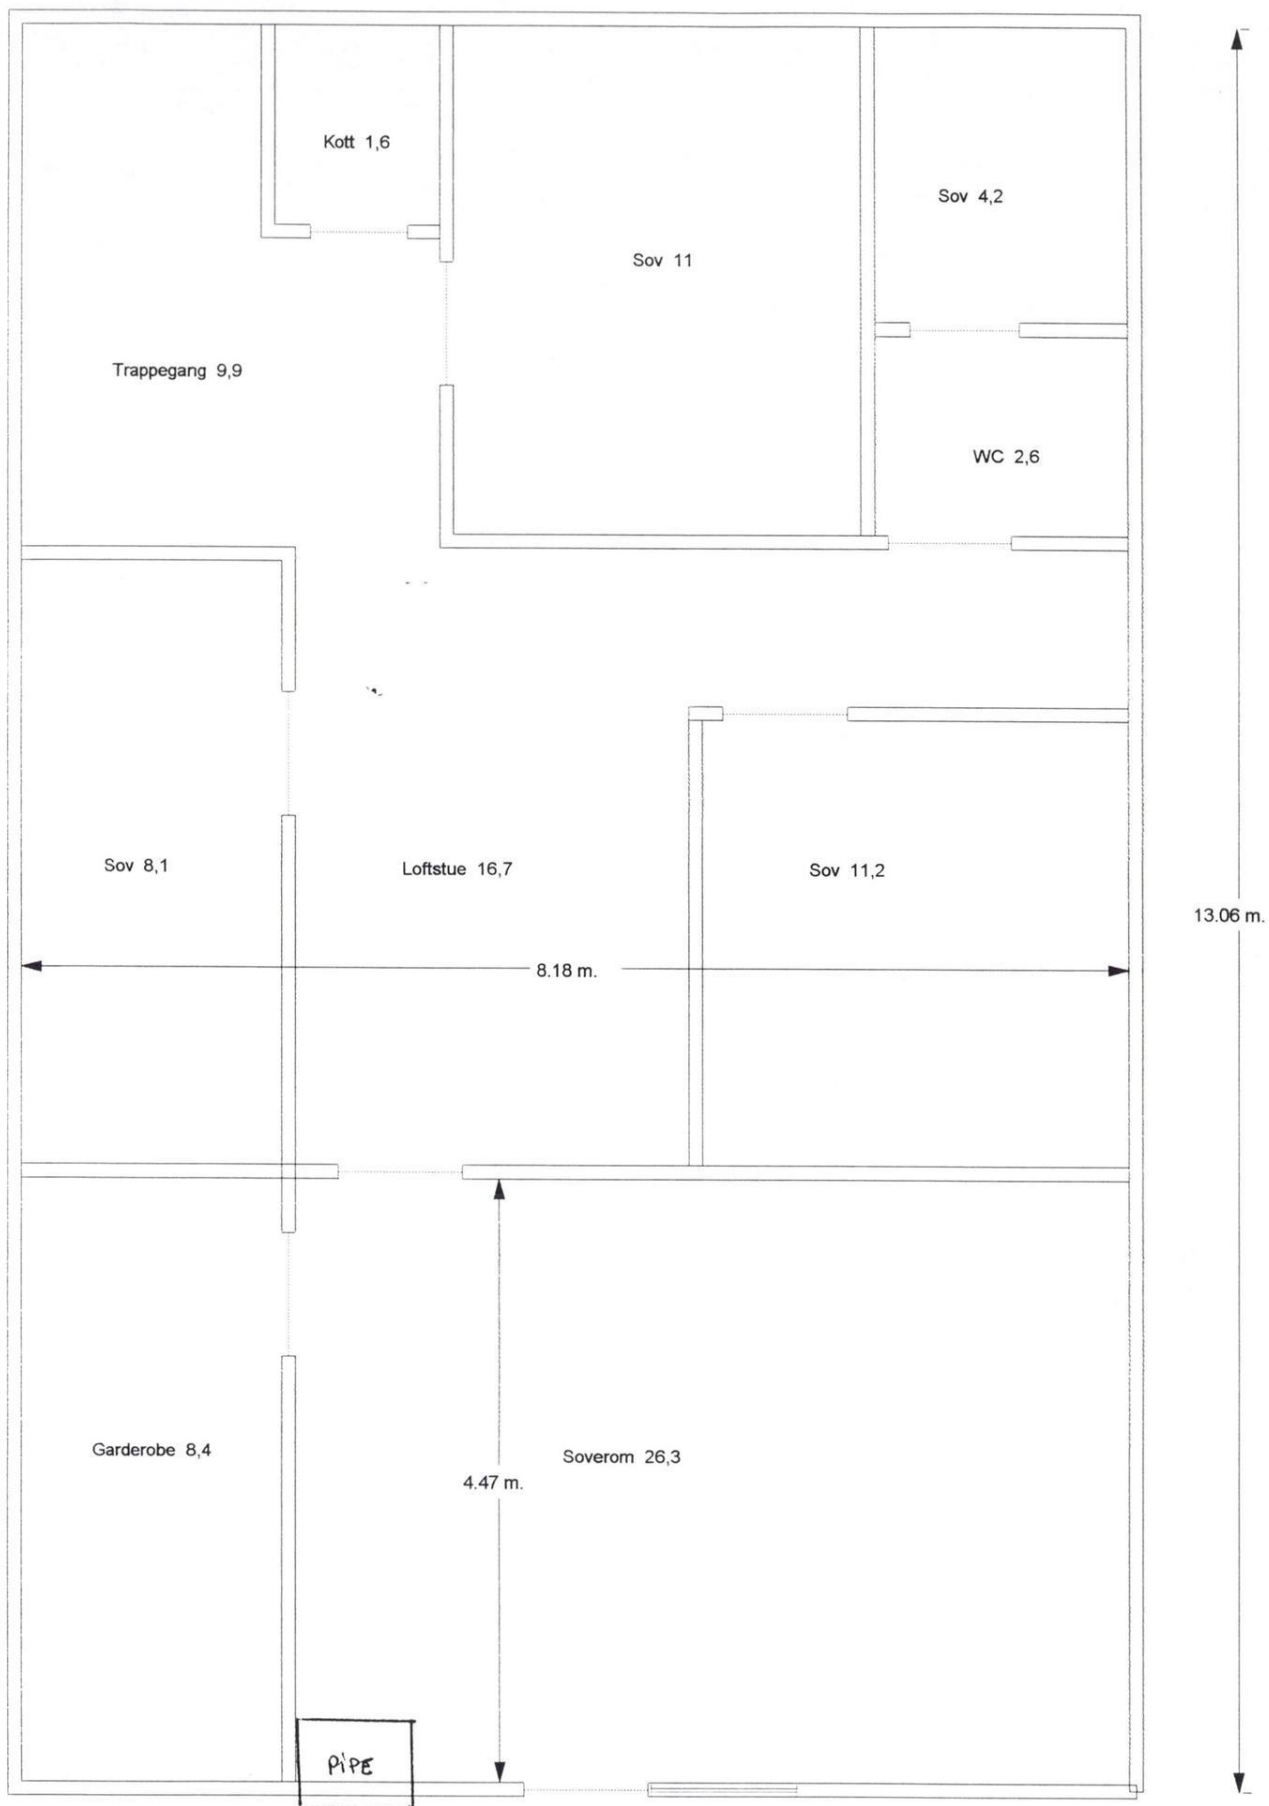 Kott 1,6
Sov 4,2
Sov 11
Trappegang 9,9
WC 2,6
Sov 8,1
Loftstue 16,7
Sov 11,2
13.06 m.
8.18 m.
Garderobe 8,4
Soverom 26,3
4.47 m.
PiPE